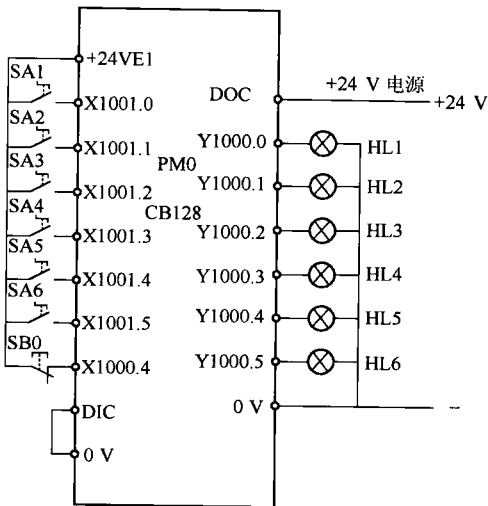 +24VE1
SA1
X1001.0
SA2
X1001.1
SA3
X1001.2
SA4
X1001.3
SA5
X1001.4
SA6
X1001.5
SB0
X1000.4
DIC
0 V
PM0
CB128
DOC
+24 V 电源
+24 V
Y1000.0
HL1
Y1000.1
HL2
Y1000.2
HL3
Y1000.3
HL4
Y1000.4
HL5
Y1000.5
HL6
0 V